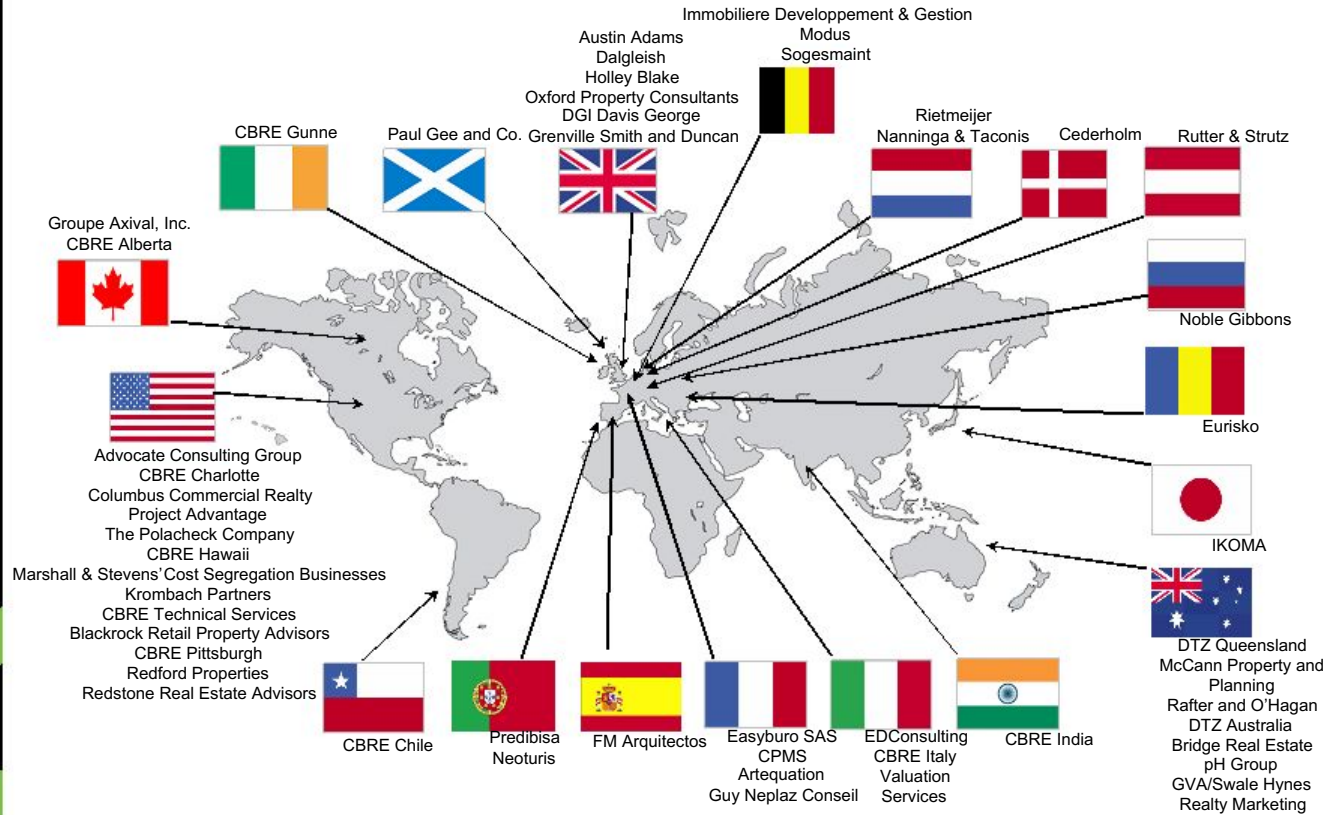 Immobiliere Developpement & Gestion
Modus
Sogesmaint
Austin Adams
Dalgleish
Holley Blake
Oxford Property Consultants
DGI Davis George
Grenville Smith and Duncan
CBRE Gunne
Paul Gee and Co.
Rietmeijer
Nanninga & Taconis
Cederholm
Rutter & Strutz
Groupe Axival, Inc.
CBRE Alberta
Noble Gibbons
Eurisko
IKOMA
Advocate Consulting Group
CBRE Charlotte
Columbus Commercial Realty
Project Advantage
The Polacheck Company
CBRE Hawaii
Marshall & Stevens'Cost Segregation Businesses
Krombach Partners
CBRE Technical Services
Blackrock Retail Property Advisors
CBRE Pittsburgh
Redford Properties
Redstone Real Estate Advisors
CBRE Chile
Predibisa
Neoturis
FM Arquitectos
Easyburo SAS
CPMS
Artequation
Guy Neplaz Conseil
EDConsulting
CBRE Italy
Valuation
Services
CBRE India
DTZ Queensland
McCann Property and
Planning
Rafter and O'Hagan
DTZ Australia
Bridge Real Estate
pH Group
GVA/Swale Hynes
Realty Marketing